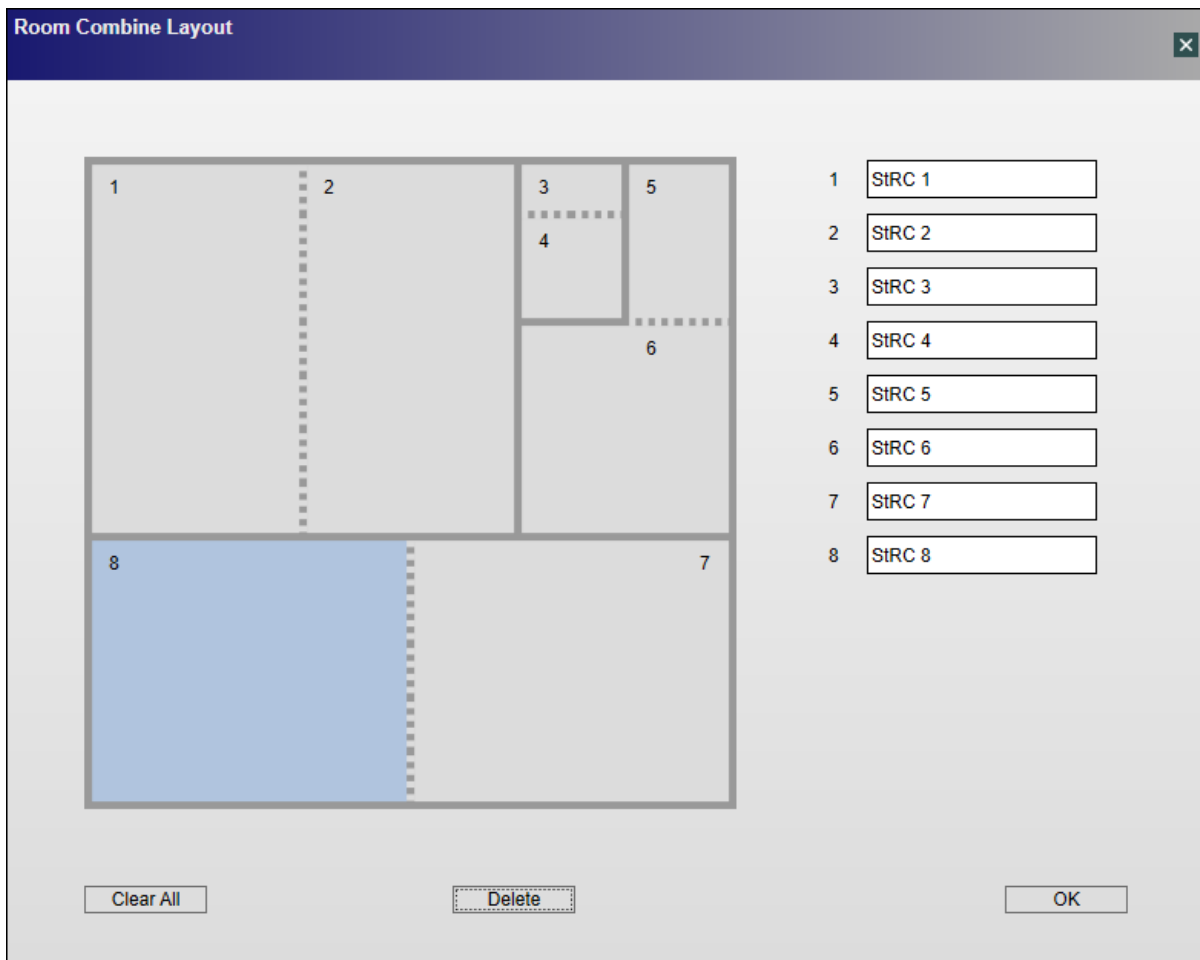 Room Combine Layout
1
2
3
5
4
6
8
7
1 StRC 1
2 StRC 2
3 StRC 3
4 StRC 4
5 StRC 5
6 StRC 6
7 StRC 7
8 StRC 8
Clear All
Delete
OK